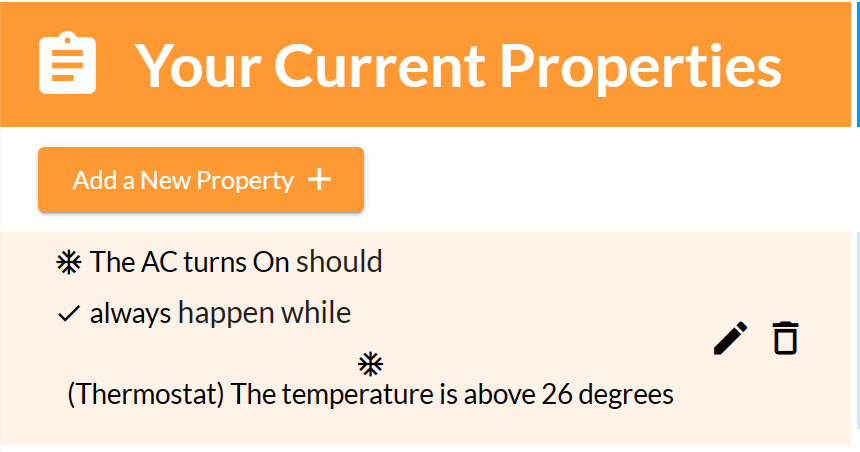 Your Current Properties
Add a New Property +
The AC turns On should
always happen while
(Thermostat) The temperature is above 26 degrees